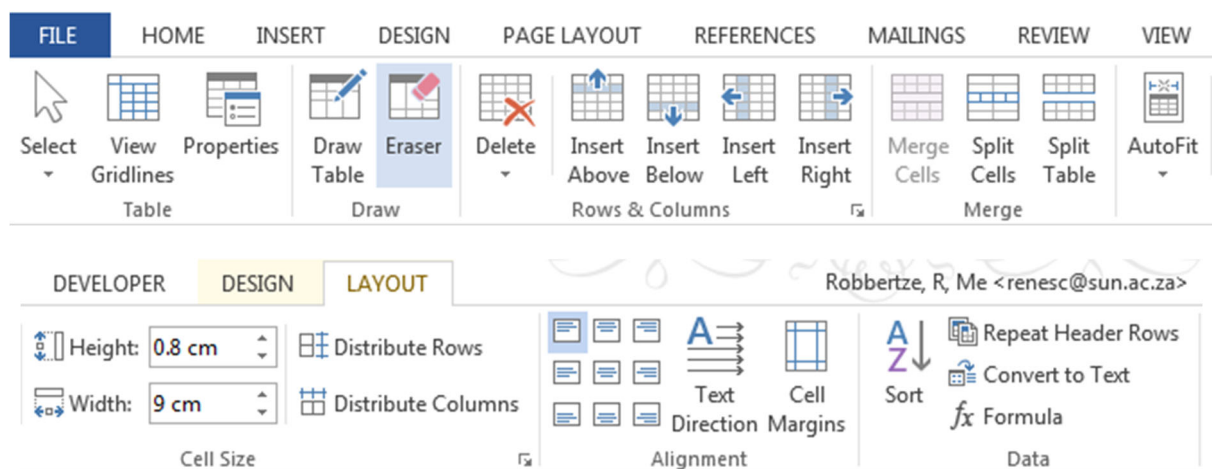 FILE HOME INSERT DESIGN PAGE LAYOUT REFERENCES MAILINGS REVIEW VIEW
Select View Properties Draw Eraser Delete Insert Insert Insert Insert Merge Split Split AutoFit
Gridlines Table Above Below Left Right Cells Cells Table
Table Draw Rows & Columns Merge
DEVELOPER DESIGN LAYOUT Robbertze, R, Me <renesc@sun.ac.za>
Height: 0.8 cm Distribute Rows A Z Repeat Header Rows
A Convert to Text
Width: 9 cm Distribute Columns Text Cell Sort
Direction Margins fx Formula
Cell Size Alignment Data